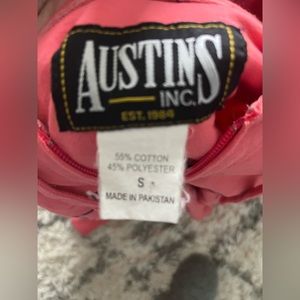 AUSTINS
INC.
EST. 1984
55% COTTON
45% POLYESTER
S
MADE IN PAKISTAN